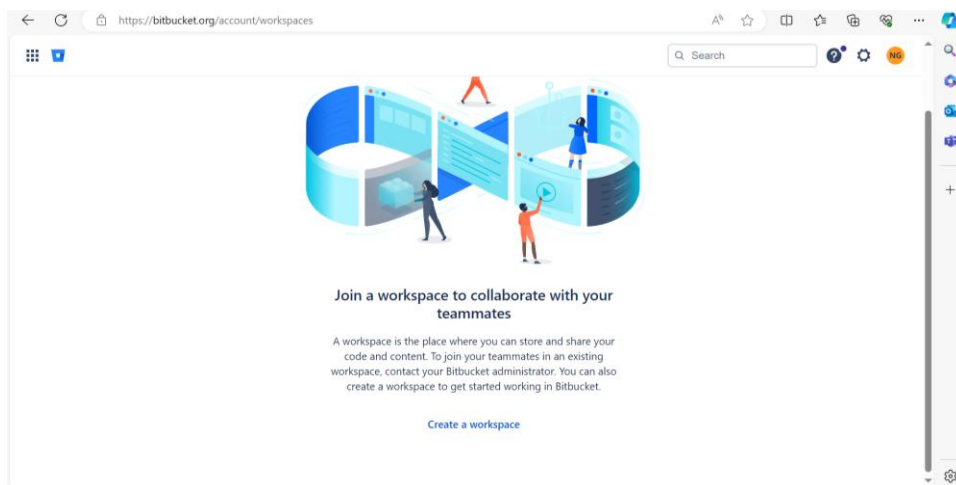 https://bitbucket.org/account/workspaces
Search
NG
Join a workspace to collaborate with your
teammates
A workspace is the place where you can store and share your
code and content. To join your teammates in an existing
workspace, contact your Bitbucket administrator. You can also
create a workspace to get started working in Bitbucket.
Create a workspace